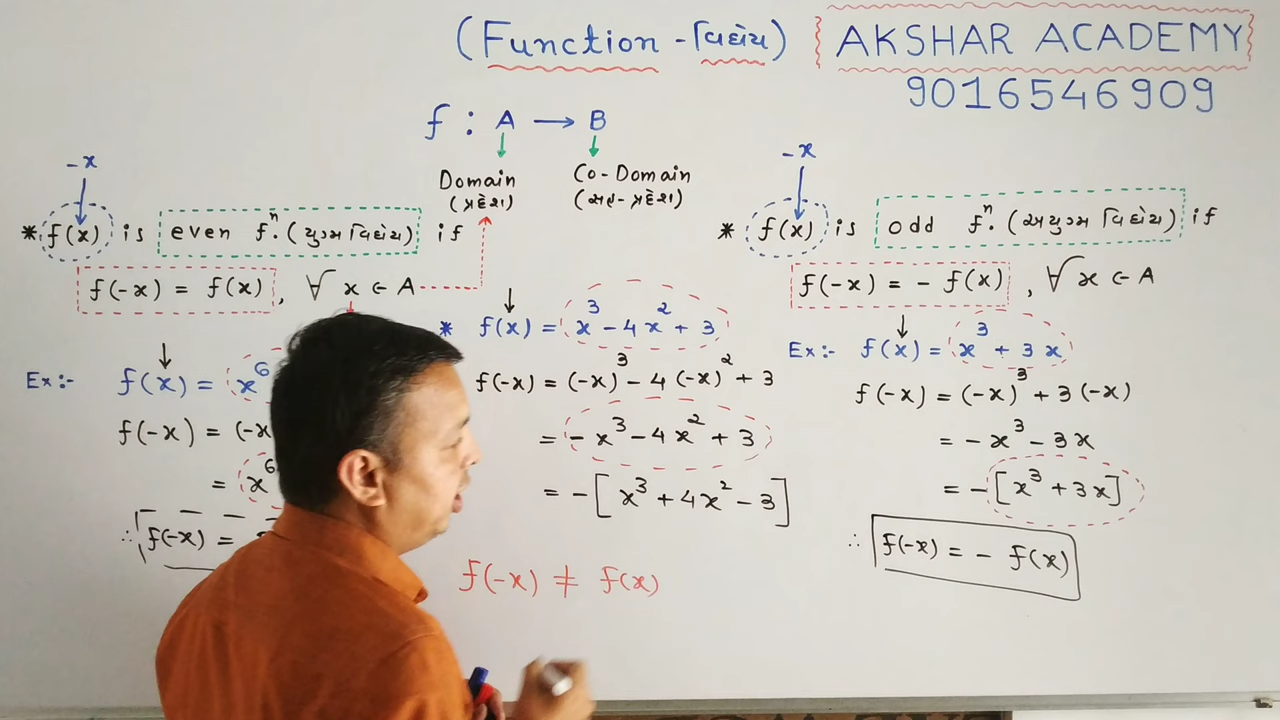 (Function - વિધેય) AKSHAR ACADEMY
9016546909
f : A → B
Domain
(પ્રદેશ)
Co-Domain
(સહ-પ્રદેશ)
-x
* f(x) is even fⁿ. (યુગ્મ વિધેય) if
f(-x) = f(x), ∀ x ∈ A
Ex:- f(x) = x⁶
f(-x) = (-x
= x⁶
∴ f(-x) =
* f(x) = x³ - 4x² + 3
f(-x) = (-x)³ - 4(-x)² + 3
= -x³ - 4x² + 3
= -[x³ + 4x² - 3]
f(-x) ≠ f(x)
-x
* f(x) is odd fⁿ. (અયુગ્મ વિધેય) if
f(-x) = - f(x), ∀ x ∈ A
Ex:- f(x) = x³ + 3x
f(-x) = (-x)³ + 3(-x)
= -x³ - 3x
= -[x³ + 3x]
∴ f(-x) = - f(x)